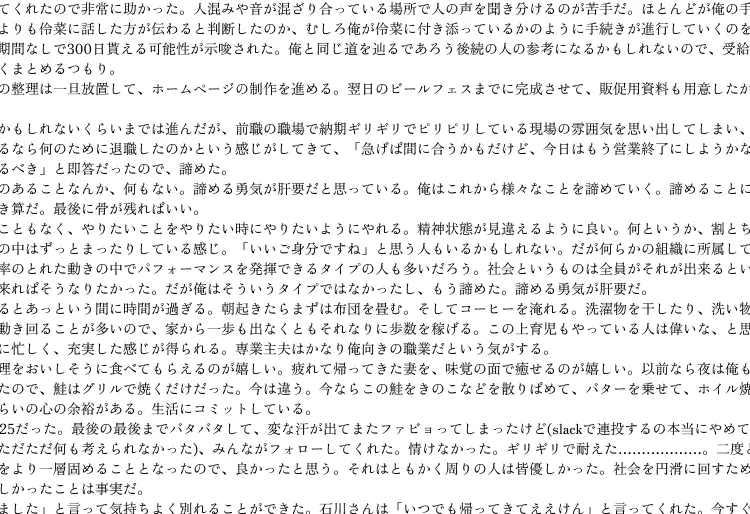 てくれたので非常に助かった。人混みや音が混ざり合っている場所で人の声を聞き分けるのが苦手だ。ほとんどが俺の手
よりも伶菜に話した方が伝わると判断したのか、むしろ俺が伶菜に付き添っているかのように手続きが進行していくのを
期間なしで300日貰える可能性が示唆された。俺と同じ道を辿るであろう後続の人の参考になるかもしれないので、受給
くまとめるつもり。
の整理は一旦放置して、ホームページの制作を進める。翌日のビールフェスまでに完成させて、販促用資料も用意したか
かもしれないくらいまでは進んだが、前職の職場で納期ギリギリでピリピリしている現場の雰囲気を思い出してしまい、
るなら何のために退職したのかという感じがしてきて、「急げば間に合うかもだけど、今日はもう営業終了にしようかな
るべき」と即答だったので、諦めた。
のあることなんか、何もない。諦める勇気が肝要だと思っている。俺はこれから様々なことを諦めていく。諦めることに
き算だ。最後に骨が残ればいい。
こともなく、やりたいことをやりたい時にやりたいようにやれる。精神状態が見違えるように良い。何というか、割とち
の中はずっとまったりしている感じ。「いいご身分ですね」と思う人もいるかもしれない。だが何らかの組織に所属して
率のとれた動きの中でパフォーマンスを発揮できるタイプの人も多いだろう。社会というものは全員がそれが出来るとい
来ればそうなりたかった。だが俺はそういうタイプではなかったし、もう諦めた。諦める勇気が肝要だ。
るとあっという間に時間が過ぎる。朝起きたらまずは布団を畳む。そしてコーヒーを淹れる。洗濯物を干したり、洗い物
動き回ることが多いので、家から一歩も出なくともそれなりに歩数を稼げる。この上育児もやっている人は偉いな、と思
に忙しく、充実した感じが得られる。専業主夫はかなり俺向きの職業だという気がする。
理をおいしそうに食べてもらえるのが嬉しい。疲れて帰ってきた妻を、味覚の面で癒せるのが嬉しい。以前なら夜は俺も
たので、鮭はグリルで焼くだけだった。今は違う。今ならこの鮭をきのこなどを散りばめて、バターを乗せて、ホイル焼
らいの心の余裕がある。生活にコミットしている。
25だった。最後の最後までバタバタして、変な汗が出てまたファビョってしまったけど(slackで連投するの本当にやめて
ただただ何も考えられなかった)、みんながフォローしてくれた。情けなかった。ギリギリで耐えた………………。二度と
をより一層固めることとなったので、良かったと思う。それはともかく周りの人は皆優しかった。社会を円滑に回すため
しかったことは事実だ。
ました」と言って気持ちよく別れることができた。石川さんは「いつでも帰ってきてええけん」と言ってくれた。今すぐ